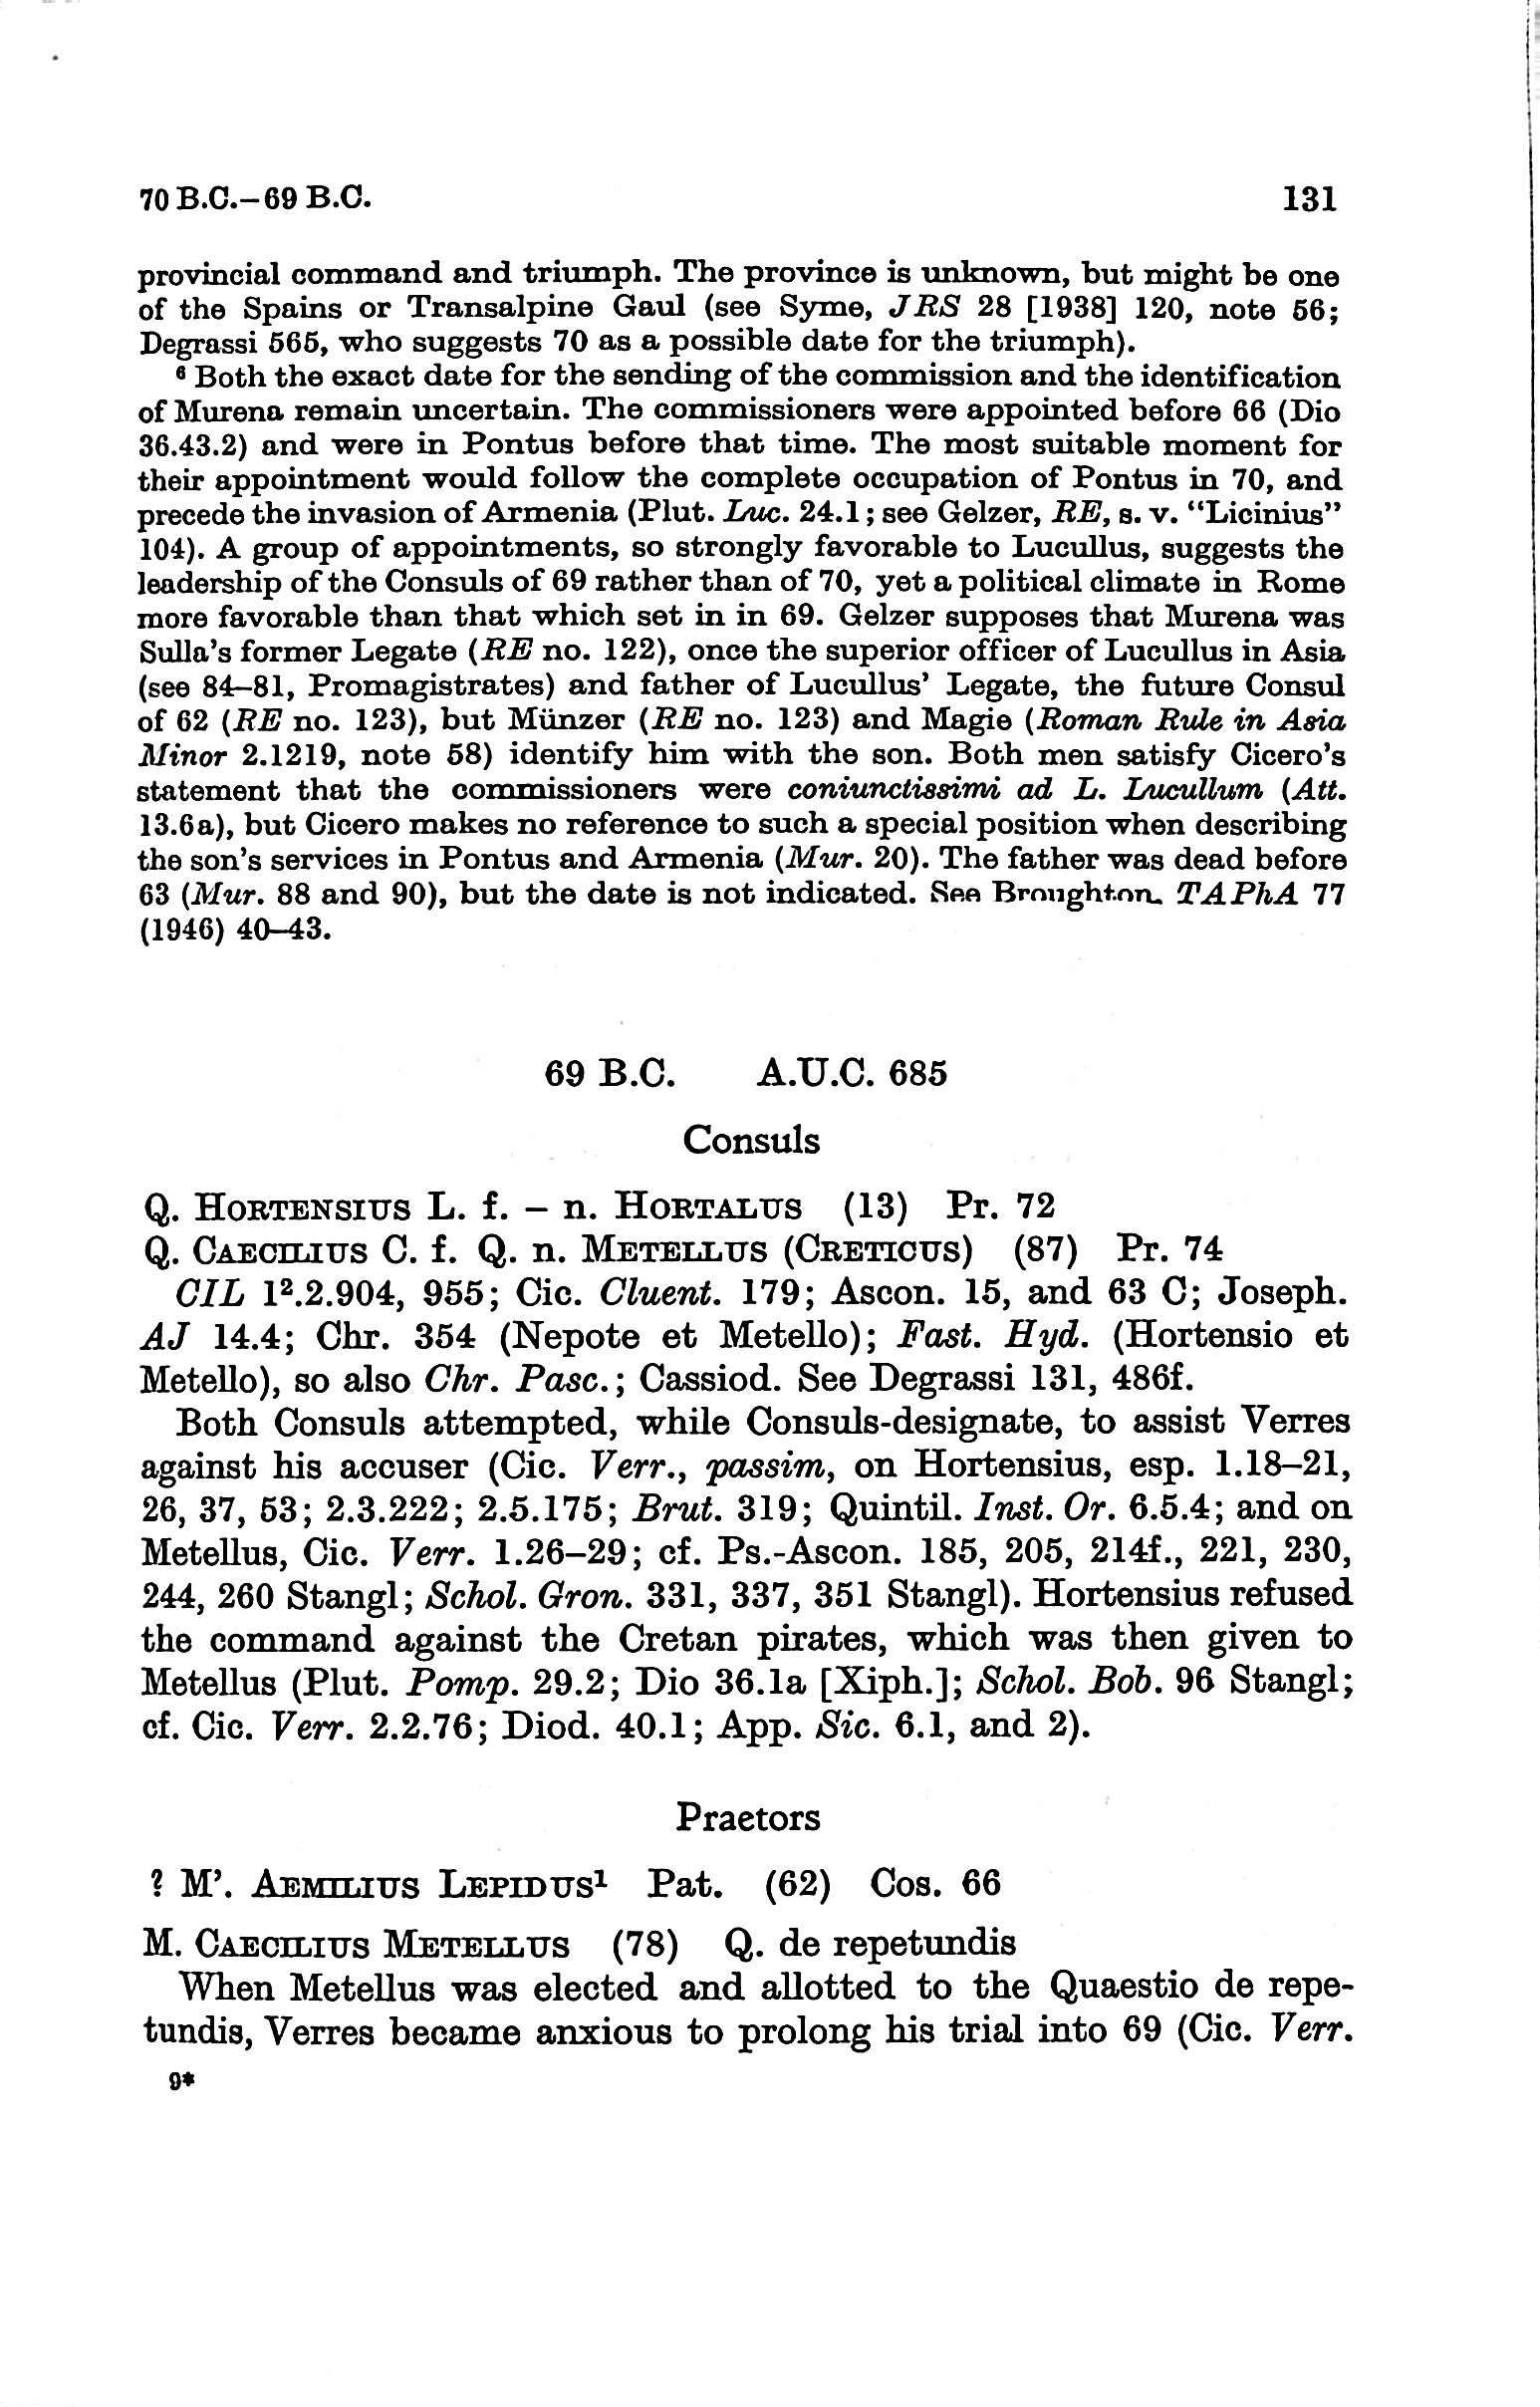 70 B.C.–69 B.C. 131
provincial command and triumph. The province is unknown, but might be one
of the Spains or Transalpine Gaul (see Syme, JRS 28 [1938] 120, note 56;
Degrassi 565, who suggests 70 as a possible date for the triumph).
⁶ Both the exact date for the sending of the commission and the identification
of Murena remain uncertain. The commissioners were appointed before 66 (Dio
36.43.2) and were in Pontus before that time. The most suitable moment for
their appointment would follow the complete occupation of Pontus in 70, and
precede the invasion of Armenia (Plut. Luc. 24.1; see Gelzer, RE, s. v. “Licinius”
104). A group of appointments, so strongly favorable to Lucullus, suggests the
leadership of the Consuls of 69 rather than of 70, yet a political climate in Rome
more favorable than that which set in in 69. Gelzer supposes that Murena was
Sulla’s former Legate (RE no. 122), once the superior officer of Lucullus in Asia
(see 84–81, Promagistrates) and father of Lucullus’ Legate, the future Consul
of 62 (RE no. 123), but Münzer (RE no. 123) and Magie (Roman Rule in Asia
Minor 2.1219, note 58) identify him with the son. Both men satisfy Cicero’s
statement that the commissioners were coniunctissimi ad L. Lucullum (Att.
13.6a), but Cicero makes no reference to such a special position when describing
the son’s services in Pontus and Armenia (Mur. 20). The father was dead before
63 (Mur. 88 and 90), but the date is not indicated. See Broughton, TAPhA 77
(1946) 40–43.
69 B.C. A.U.C. 685
Consuls
Q. HORTENSIUS L. f. – n. HORTALUS (13) Pr. 72
Q. CAECILIUS C. f. Q. n. METELLUS (CRETICUS) (87) Pr. 74
CIL 1².2.904, 955; Cic. Cluent. 179; Ascon. 15, and 63 C; Joseph.
AJ 14.4; Chr. 354 (Nepote et Metello); Fast. Hyd. (Hortensio et
Metello), so also Chr. Pasc.; Cassiod. See Degrassi 131, 486f.
Both Consuls attempted, while Consuls-designate, to assist Verres
against his accuser (Cic. Verr., passim, on Hortensius, esp. 1.18–21,
26, 37, 53; 2.3.222; 2.5.175; Brut. 319; Quintil. Inst. Or. 6.5.4; and on
Metellus, Cic. Verr. 1.26–29; cf. Ps.-Ascon. 185, 205, 214f., 221, 230,
244, 260 Stangl; Schol. Gron. 331, 337, 351 Stangl). Hortensius refused
the command against the Cretan pirates, which was then given to
Metellus (Plut. Pomp. 29.2; Dio 36.1a [Xiph.]; Schol. Bob. 96 Stangl;
cf. Cic. Verr. 2.2.76; Diod. 40.1; App. Sic. 6.1, and 2).
Praetors
? M’. AEMILIUS LEPIDUS¹ Pat. (62) Cos. 66
M. CAECILIUS METELLUS (78) Q. de repetundis
When Metellus was elected and allotted to the Quaestio de repe-
tundis, Verres became anxious to prolong his trial into 69 (Cic. Verr.
9*